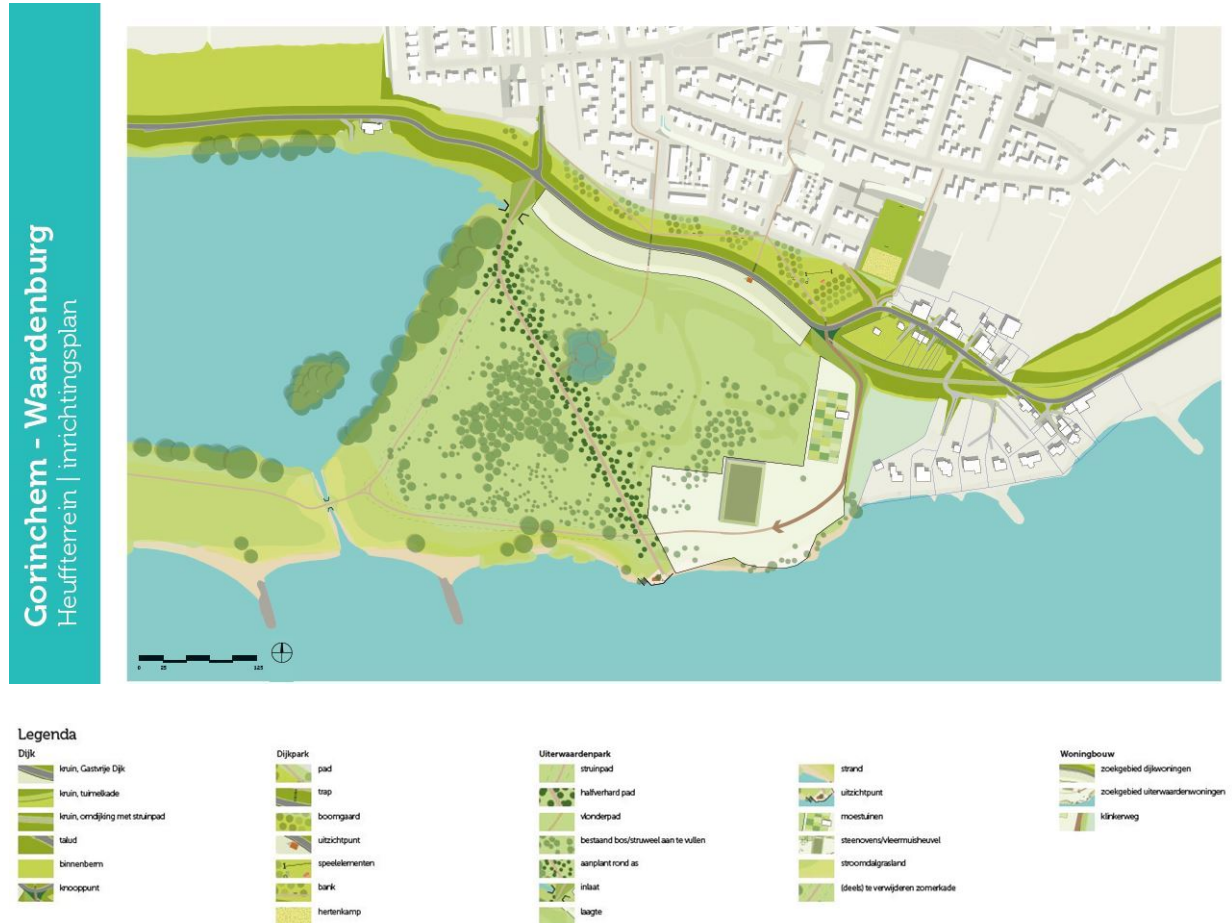 Gorinchem - Waardenburg
Heuffterrein | inrichtingsplan
0 25 125
Legenda
Dijk
kruin, Gastvrije Dijk
kruin, tuimelkade
kruin, omdijking met struinpad
talud
binnenberm
knooppunt
Dijkpark
pad
trap
boomgaard
uitzichtpunt
speelelementen
bank
hertenkamp
Uiterwaardenpark
struinpad
halfverhard pad
vlonderpad
bestaand bos/struweel aan te vullen
aanplant rond as
inlaat
laagte
strand
uitzichtpunt
moestuinen
steenovens/vleermuisheuvel
stroomdalgrasland
(deels) te verwijderen zomerkade
Woningbouw
zoekgebied dijkwoningen
zoekgebied uiterwaardenwoningen
klinkerweg